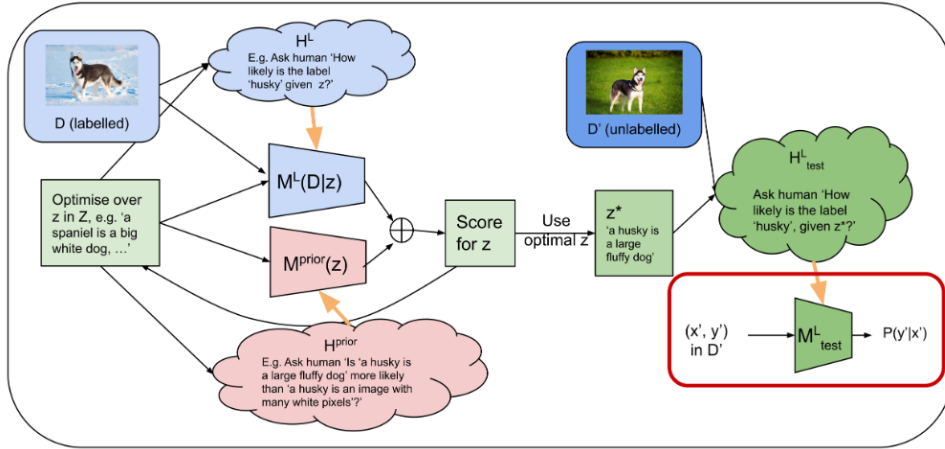 D (labelled)
H^L
E.g. Ask human 'How
likely is the label
'husky' given z?'
M^L(D|z)
Optimise over
z in Z, e.g. 'a
spaniel is a big
white dog, …'
M^prior(z)
H^prior
E.g. Ask human 'Is 'a husky is
a large fluffy dog' more likely
than 'a husky is an image with
many white pixels'?'
Score
for z
Use
optimal z
z*
'a husky is
a large
fluffy dog'
D' (unlabelled)
H^L_test
Ask human 'How
likely is the label
'husky', given z*?'
(x', y')
in D'
M^L_test
P(y'|x')